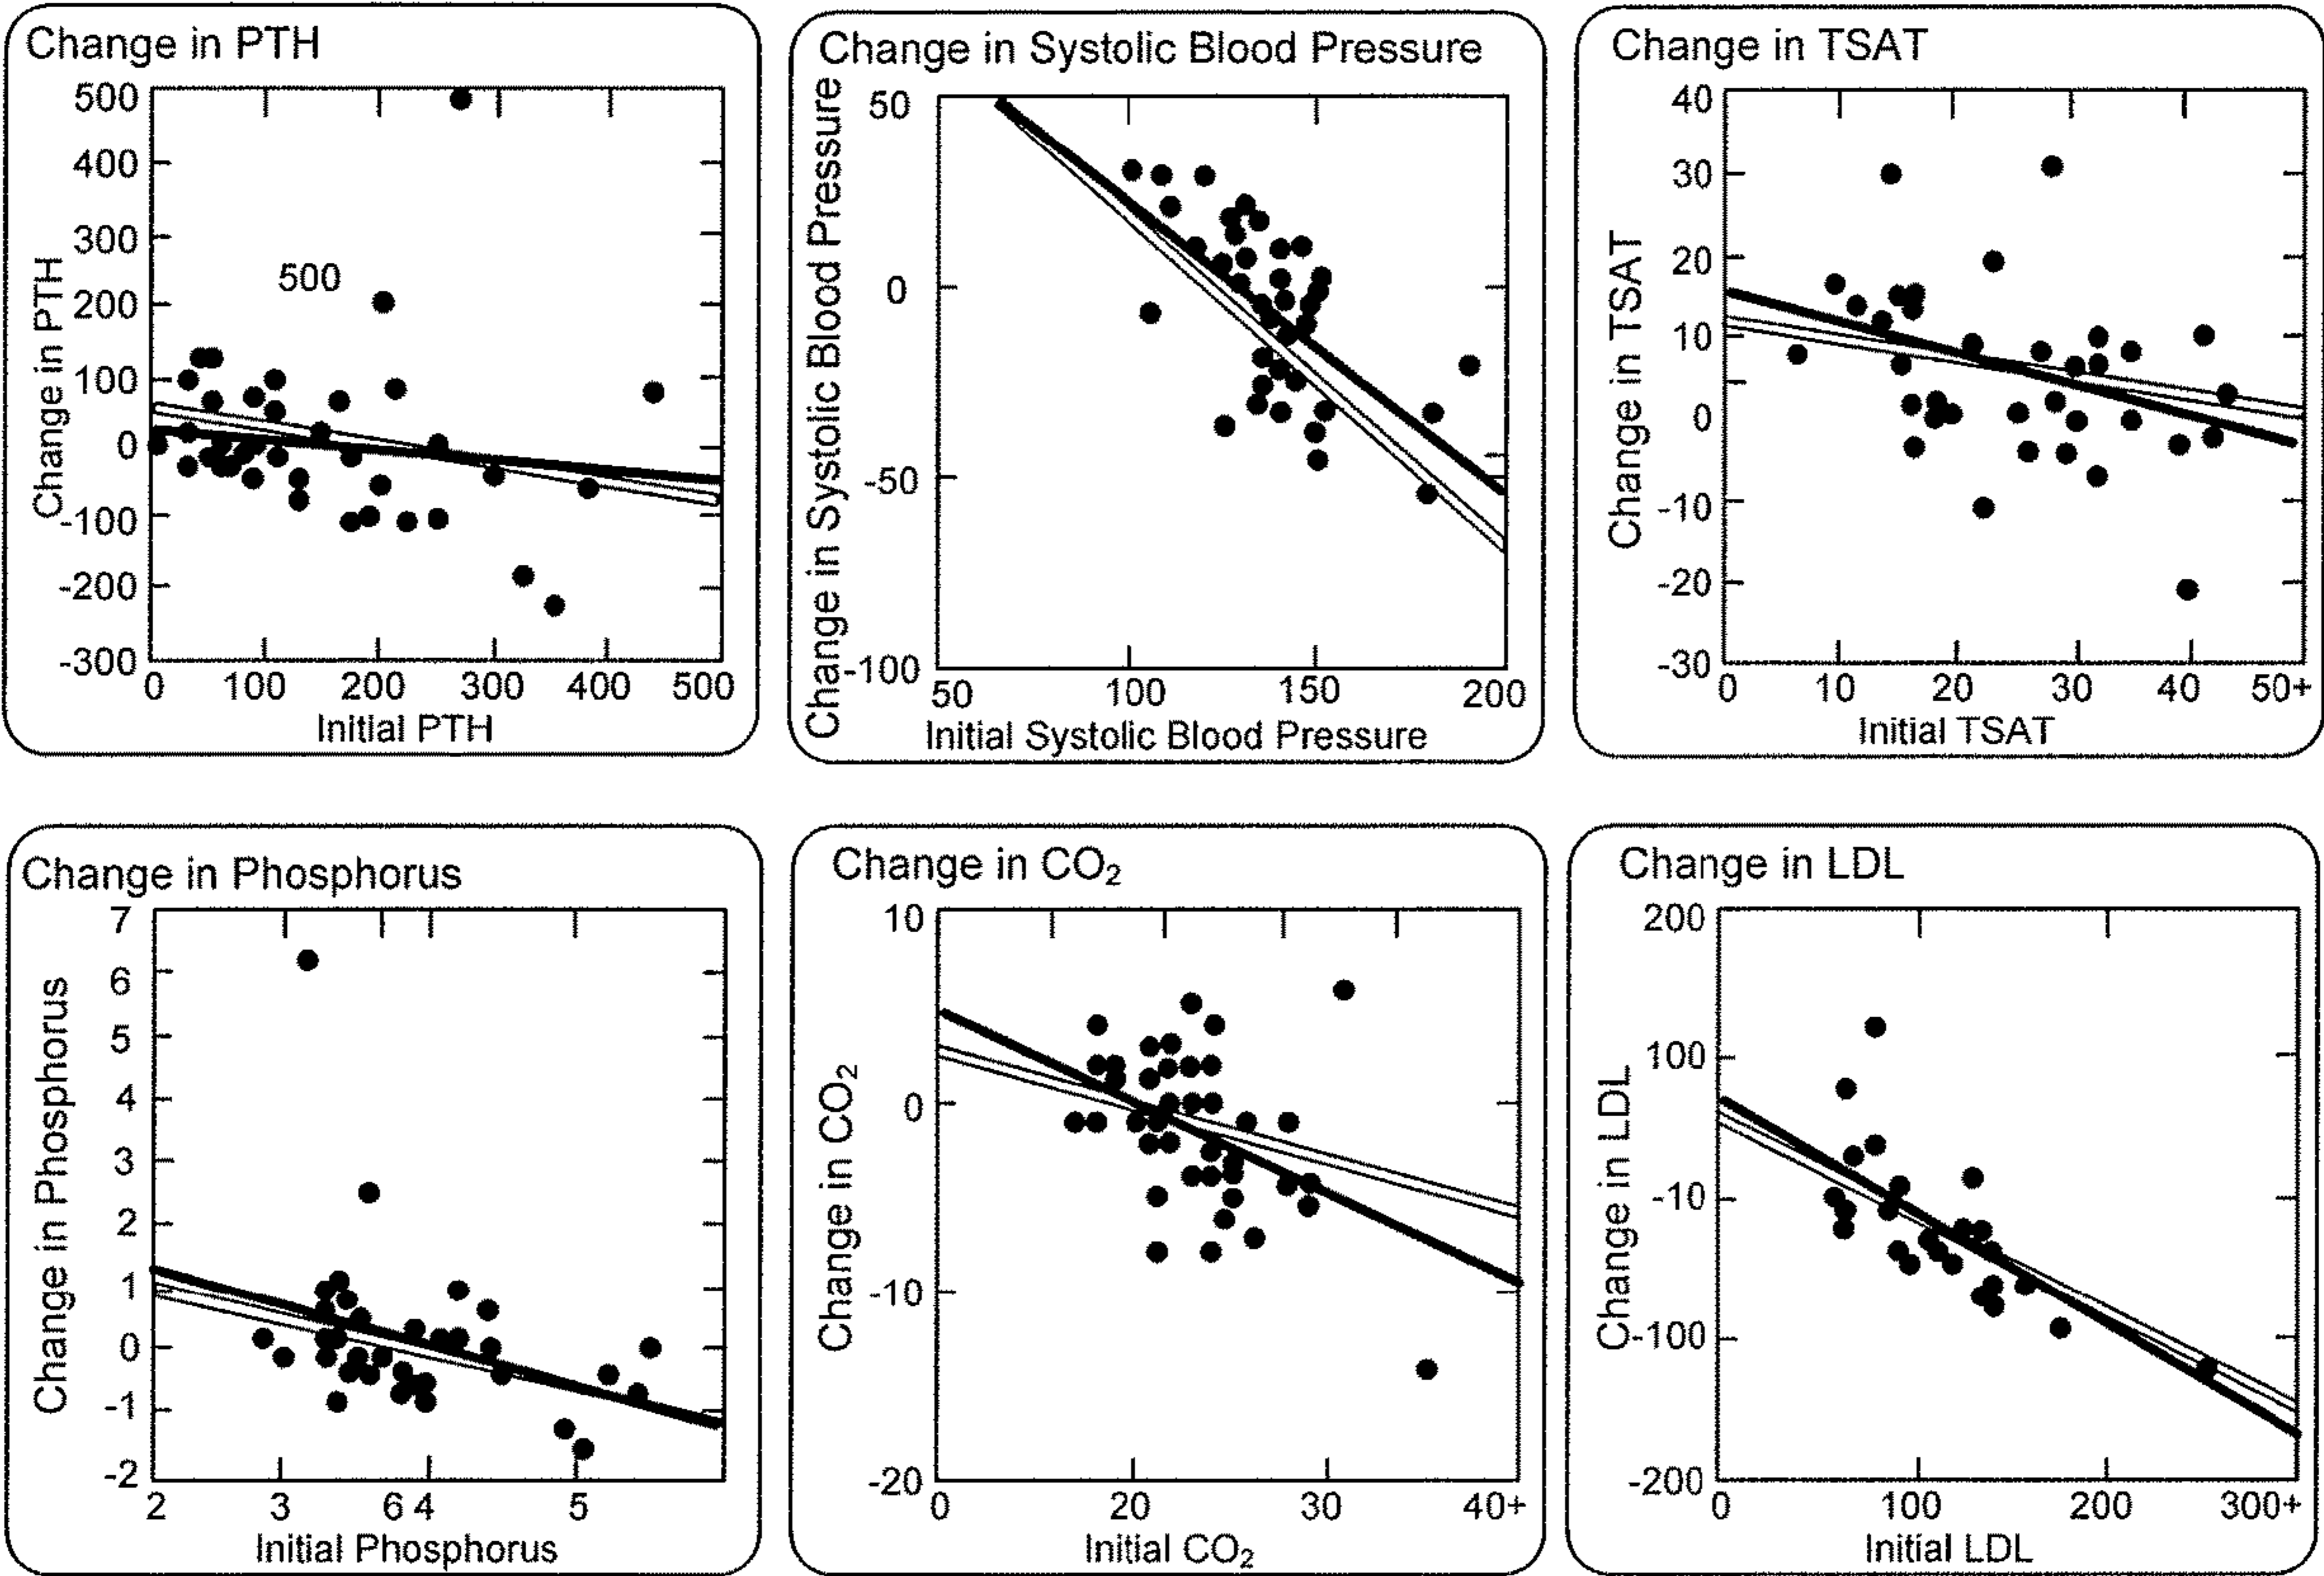 Change in PTH
500
400
300
200
100
0
-100
-200
-300
Change in PTH
500
0 100 200 300 400 500
Initial PTH
Change in Systolic Blood Pressure
50
0
-50
-100
Change in Systolic Blood Pressure
50 100 150 200
Initial Systolic Blood Pressure
Change in TSAT
40
30
20
10
0
-10
-20
-30
Change in TSAT
0 10 20 30 40 50+
Initial TSAT
Change in Phosphorus
7
6
5
4
3
2
1
0
-1
-2
Change in Phosphorus
2 3 6 4 5
Initial Phosphorus
Change in CO₂
10
0
-10
-20
Change in CO₂
0 20 30 40+
Initial CO₂
Change in LDL
200
100
-10
-100
-200
Change in LDL
0 100 200 300+
Initial LDL